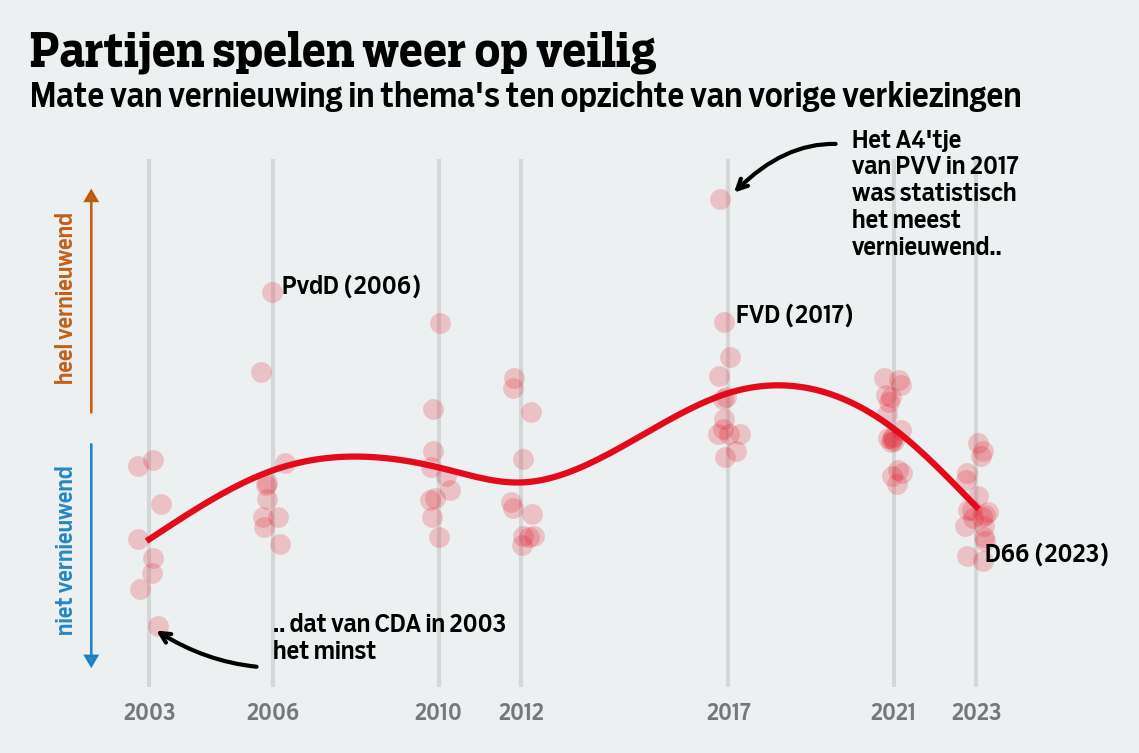 Partijen spelen weer op veilig
Mate van vernieuwing in thema's ten opzichte van vorige verkiezingen
Het A4'tje
van PVV in 2017
was statistisch
het meest
vernieuwend..
heel vernieuwend
PvdD (2006)
FVD (2017)
niet vernieuwend
D66 (2023)
.. dat van CDA in 2003
het minst
2003 2006 2010 2012 2017 2021 2023